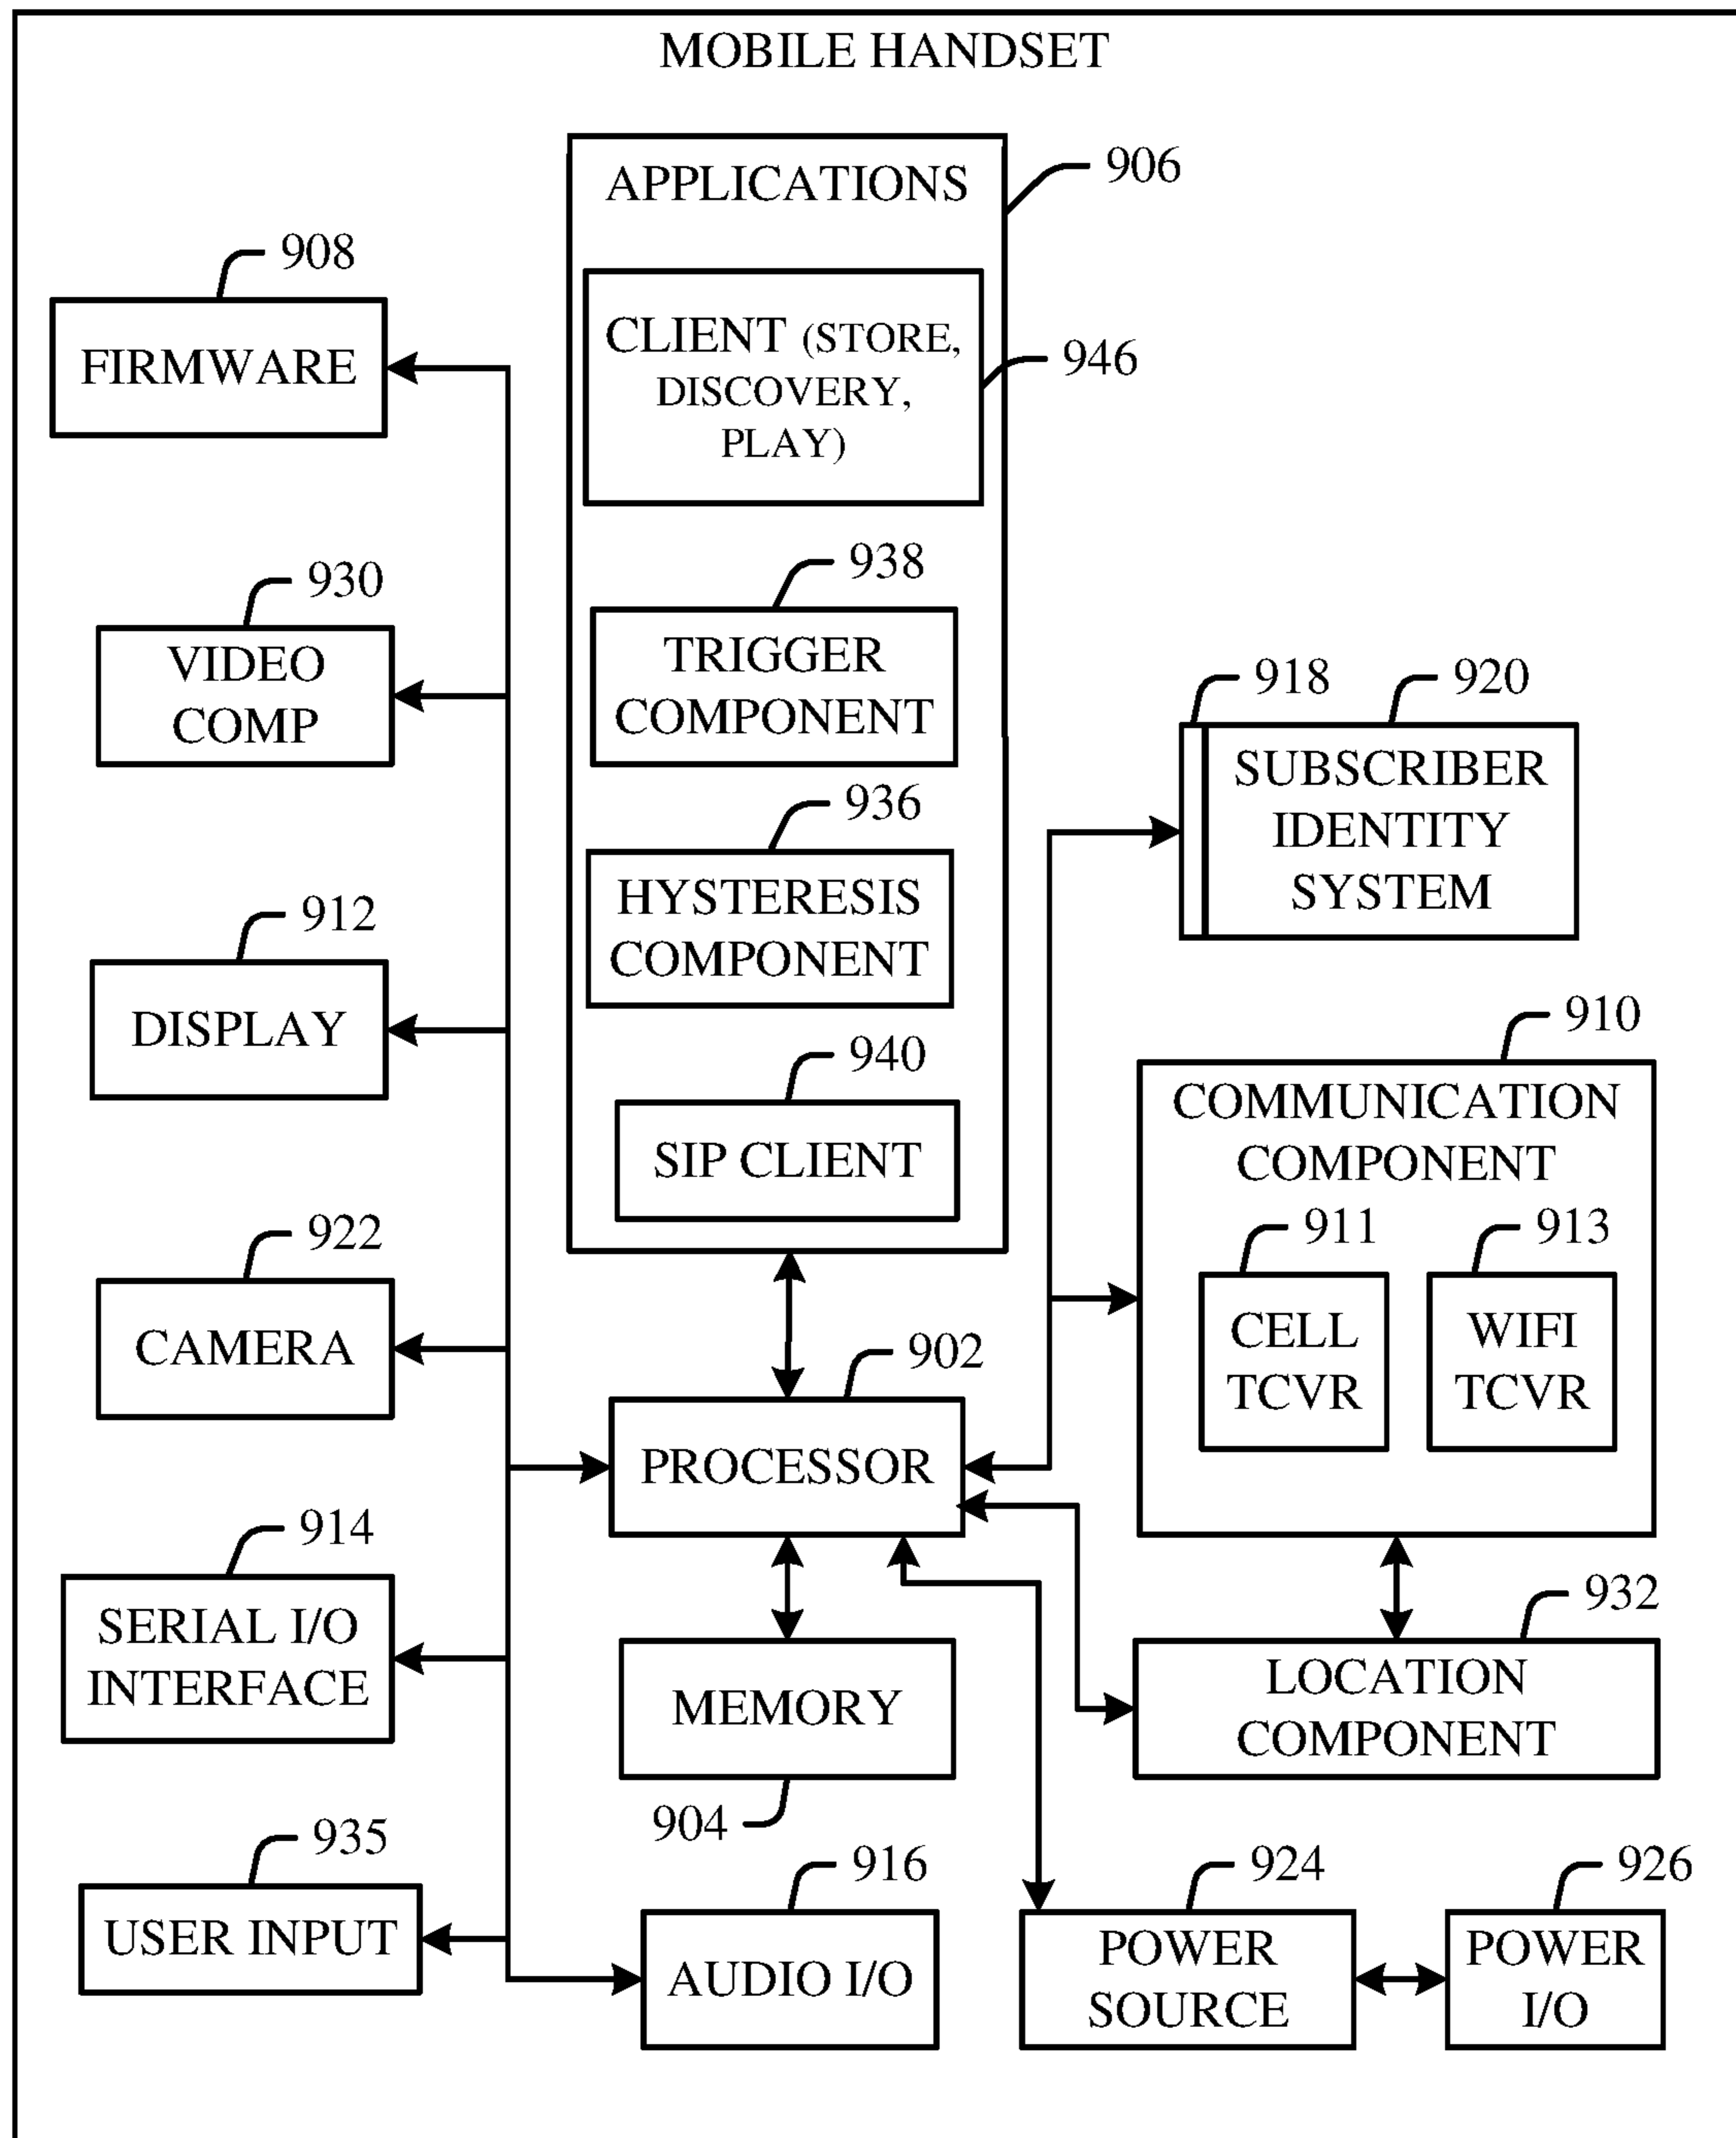 MOBILE HANDSET
906
APPLICATIONS
946
CLIENT (STORE,
DISCOVERY,
PLAY)
938
TRIGGER
COMPONENT
936
HYSTERESIS
COMPONENT
940
SIP CLIENT
908
FIRMWARE
930
VIDEO
COMP
912
DISPLAY
922
CAMERA
914
SERIAL I/O
INTERFACE
935
USER INPUT
902
PROCESSOR
MEMORY
904
916
AUDIO I/O
918
920
SUBSCRIBER
IDENTITY
SYSTEM
910
COMMUNICATION
COMPONENT
911
CELL
TCVR
913
WIFI
TCVR
932
LOCATION
COMPONENT
924
POWER
SOURCE
926
POWER
I/O